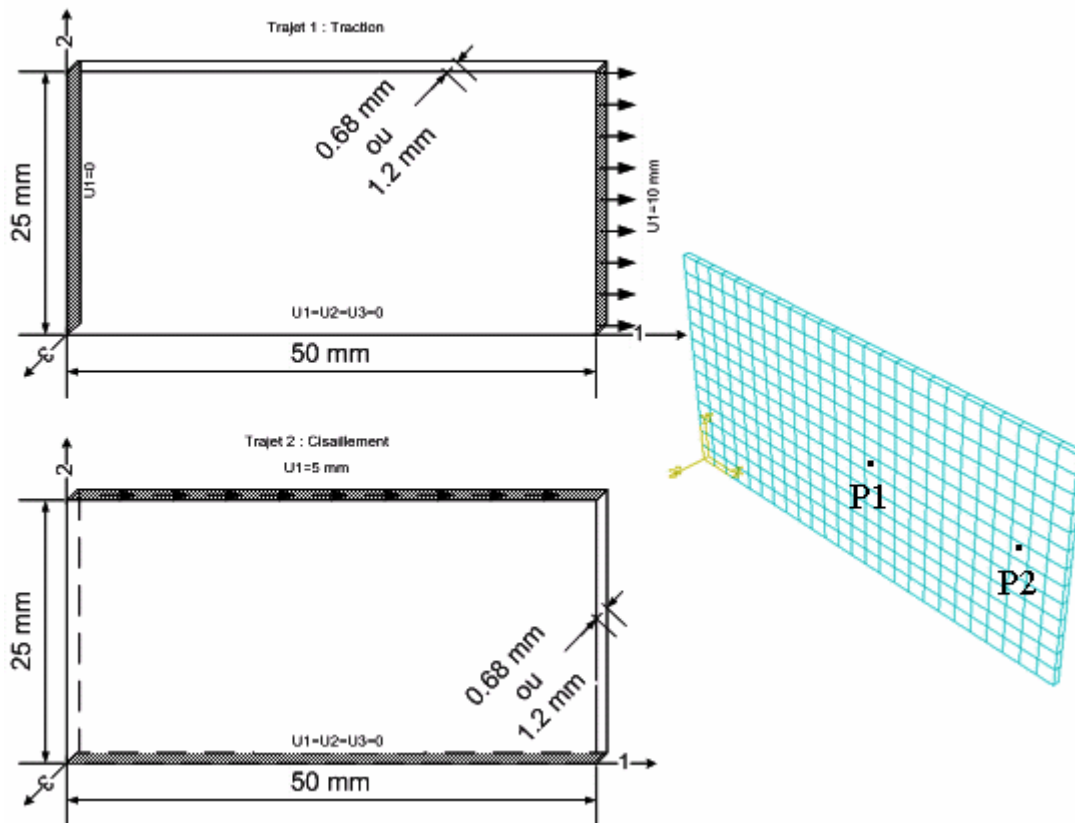 Trajet 1 : Traction
2
0.68 mm
ou
1.2 mm
25 mm
U1=0
U1=10 mm
U1=U2=U3=0
1
3
50 mm
P1
P2
Trajet 2 : Cisaillement
U1=5 mm
2
25 mm
0.68 mm
ou
1.2 mm
U1=U2=U3=0
1
3
50 mm